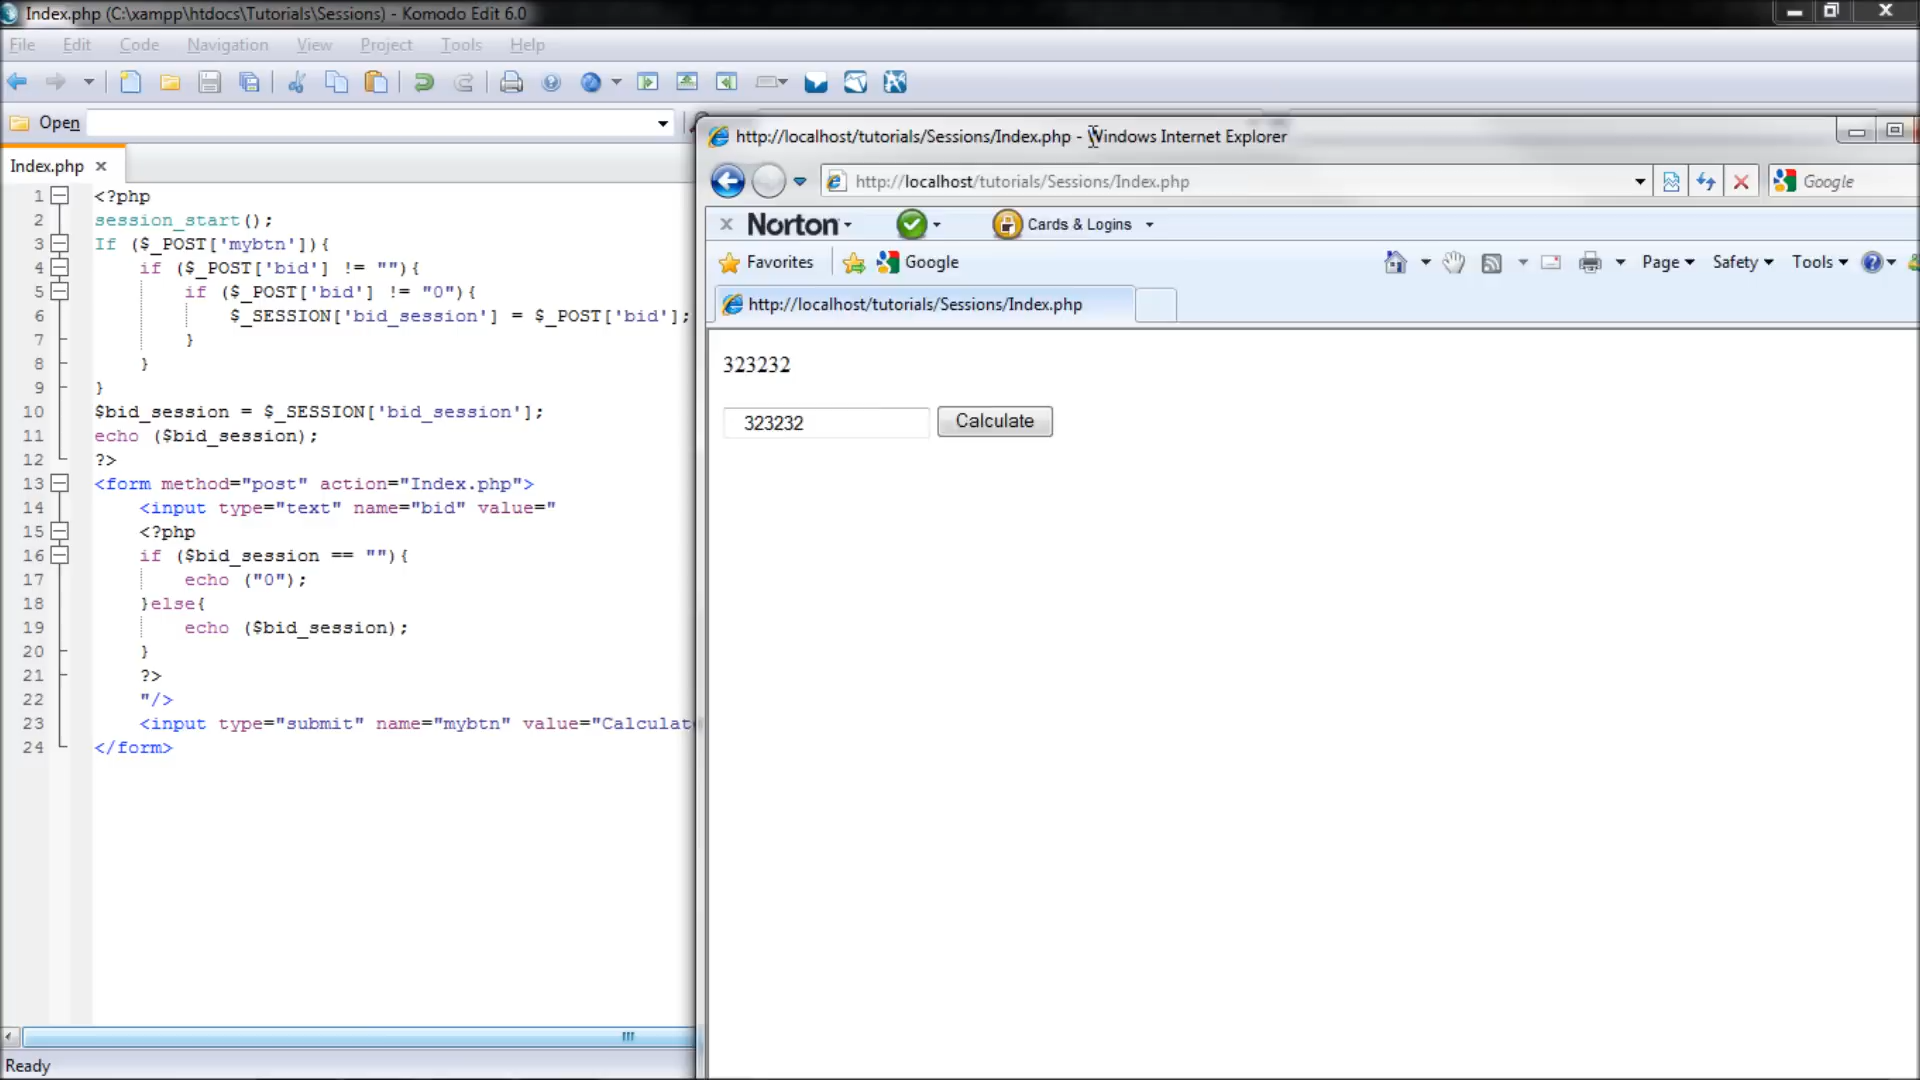 Index.php (C:\xampp\htdocs\Tutorials\Sessions) - Komodo Edit 6.0
File Edit Code Navigation View Project Tools Help
Open
Index.php
1 <?php
2 session_start();
3 If ($_POST['mybtn']){
4 if ($_POST['bid'] != ""){
5 if ($_POST['bid'] != "0"){
6 $_SESSION['bid_session'] = $_POST['bid'];
7 }
8 }
9 }
10 $bid_session = $_SESSION['bid_session'];
11 echo ($bid_session);
12 ?>
13 <form method="post" action="Index.php">
14 <input type="text" name="bid" value="
15 <?php
16 if ($bid_session == ""){
17 echo ("0");
18 }else{
19 echo ($bid_session);
20 }
21 ?>
22 "/>
23 <input type="submit" name="mybtn" value="Calculat
24 </form>
Ready
http://localhost/tutorials/Sessions/Index.php - Windows Internet Explorer
http://localhost/tutorials/Sessions/Index.php
Google
Norton
Cards & Logins
Favorites
Google
Page Safety Tools
http://localhost/tutorials/Sessions/Index.php
323232
323232 Calculate